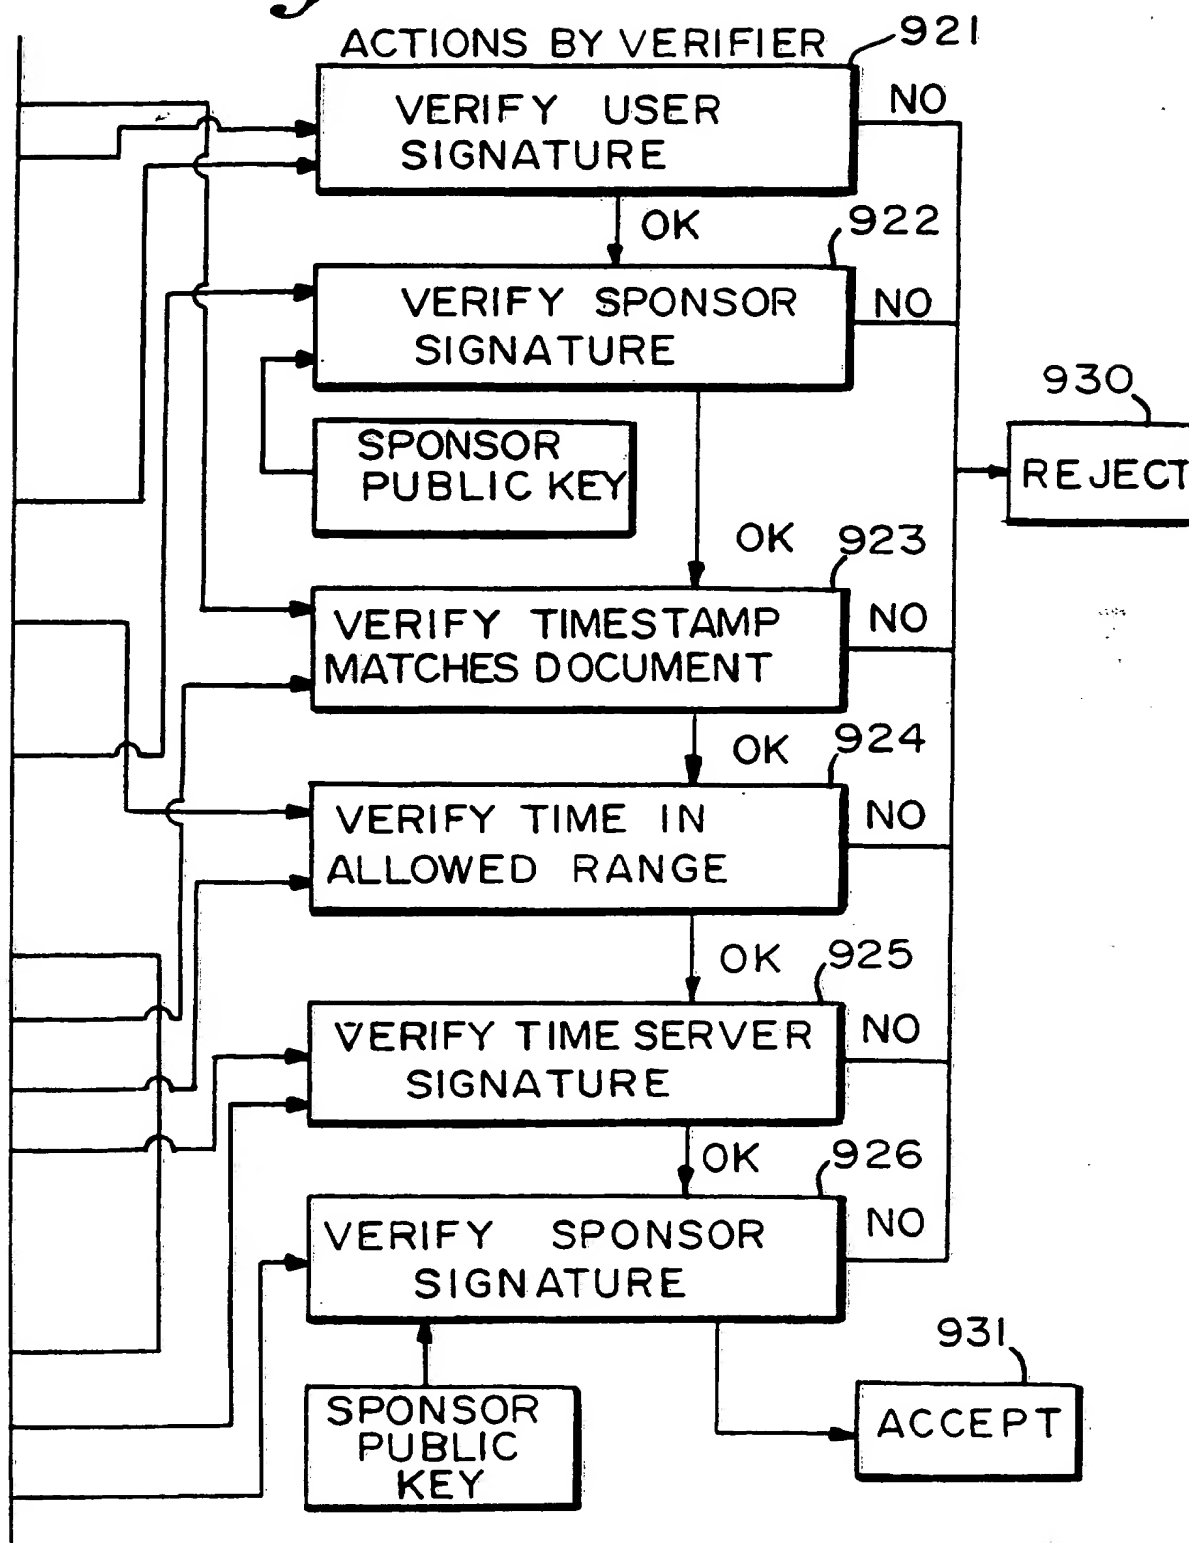 ACTIONS BY VERIFIER
921
VERIFY USER
SIGNATURE
NO
OK
922
VERIFY SPONSOR
SIGNATURE
NO
930
REJECT
SPONSOR
PUBLIC KEY
OK
923
VERIFY TIMESTAMP
MATCHES DOCUMENT
NO
OK
924
VERIFY TIME IN
ALLOWED RANGE
NO
OK
925
VERIFY TIME SERVER
SIGNATURE
NO
OK
926
VERIFY SPONSOR
SIGNATURE
NO
931
ACCEPT
SPONSOR
PUBLIC
KEY